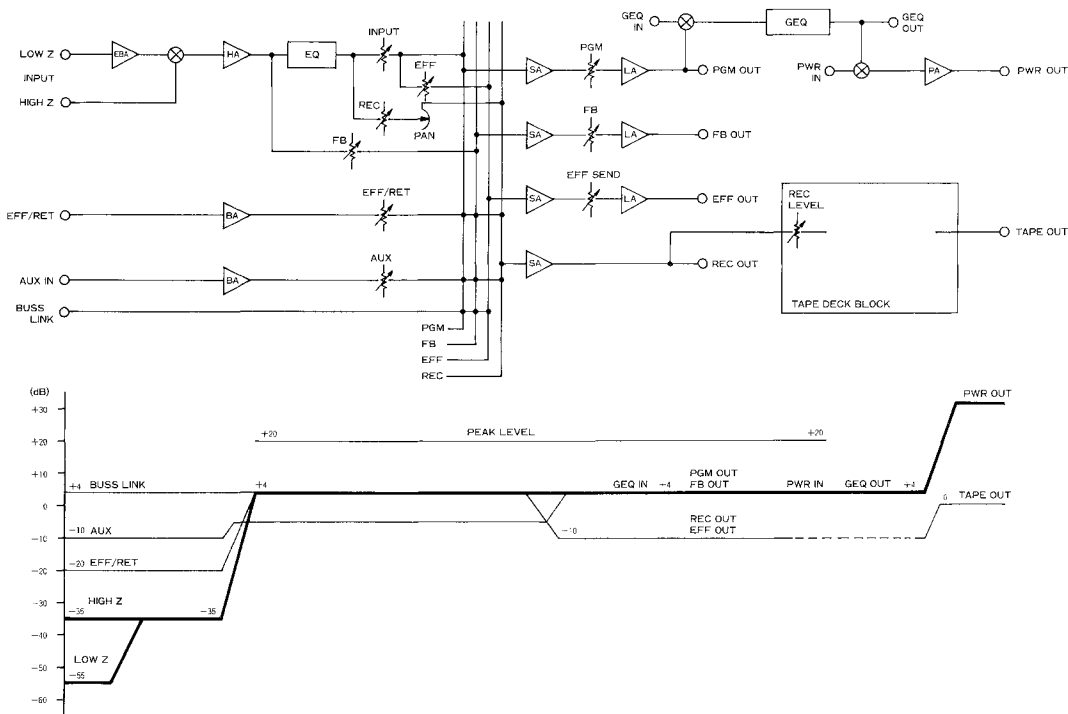 GEQ IN
GEQ
GEQ OUT
LOW Z
EBA
HA
EQ
INPUT
EFF
SA
PGM
LA
PGM OUT
PWR IN
PA
PWR OUT
INPUT
HIGH Z
REC
PAN
FB
SA
FB
LA
FB OUT
EFF/RET
BA
EFF/RET
SA
EFF SEND
LA
EFF OUT
REC LEVEL
TAPE OUT
AUX IN
BA
AUX
SA
REC OUT
BUSS LINK
TAPE DECK BLOCK
PGM
FB
EFF
REC
(dB)
+30
+20
+10
0
−10
−20
−30
−40
−50
−60
PWR OUT
+20
PEAK LEVEL
+20
+4 BUSS LINK
+4
GEQ IN
+4
PGM OUT
FB OUT
PWR IN
GEQ OUT
+4
TAPE OUT
−10 AUX
−10
REC OUT
EFF OUT
−20 EFF/RET
HIGH Z
−35
−35
LOW Z
−55